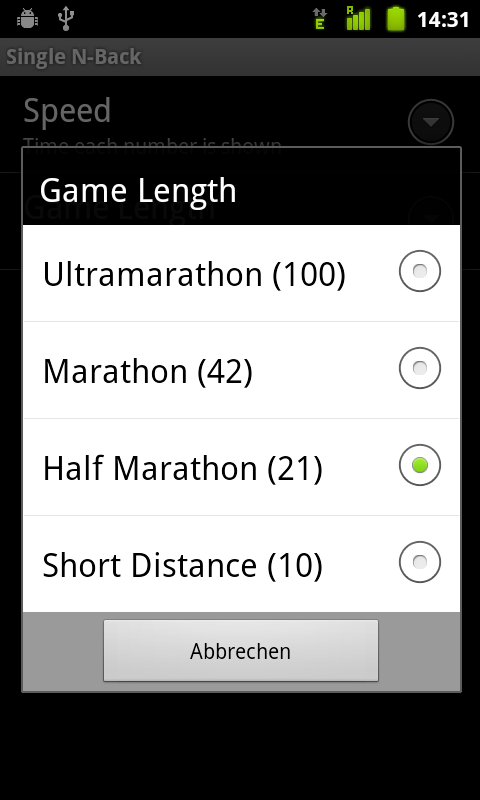 R
E
14:31
Single N-Back
Speed
Time each number is shown
Game Length
Game Length
Ultramarathon (100)
Marathon (42)
Half Marathon (21)
Short Distance (10)
Abbrechen